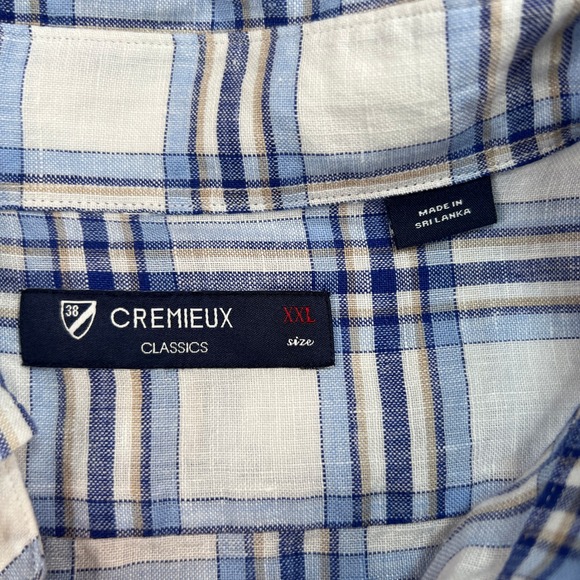 MADE IN
SRI LANKA
38 CREMIEUX XXL
CLASSICS size